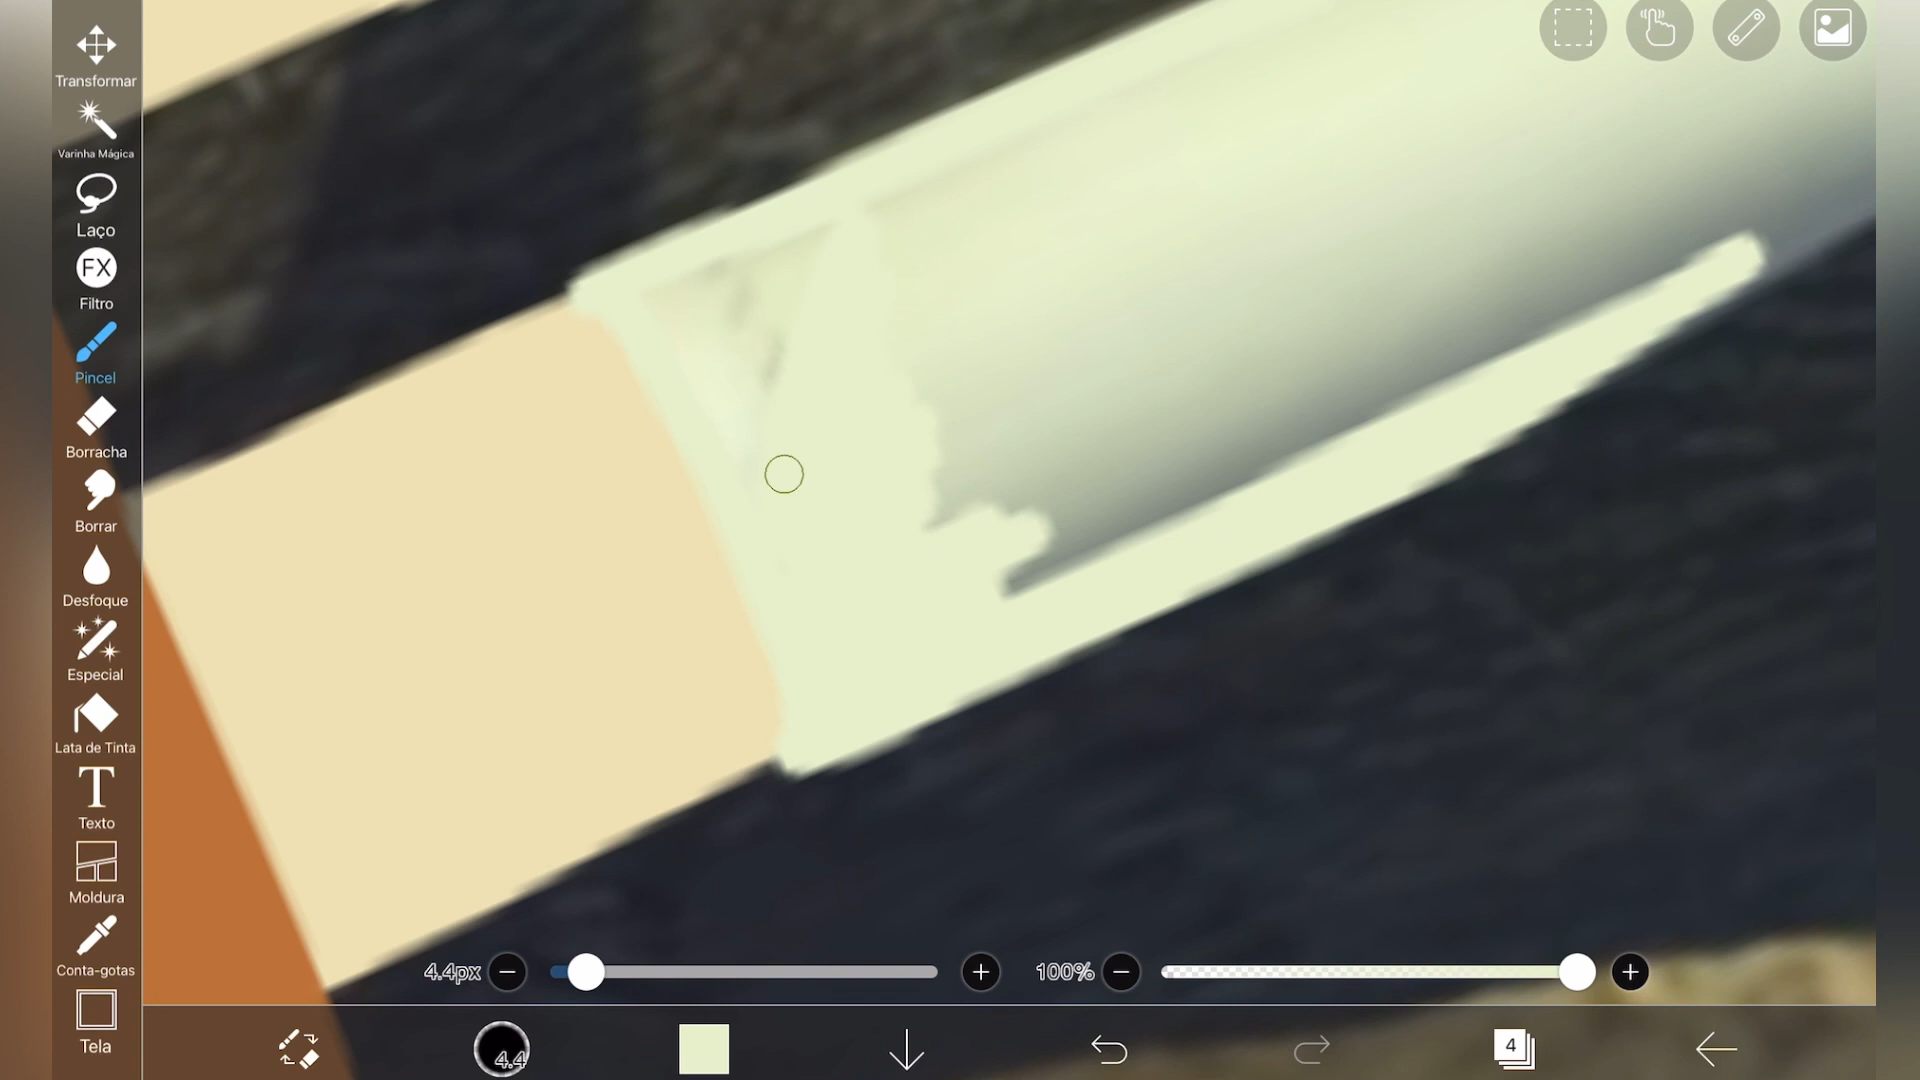 Transformar
Varinha Mágica
Laço
FX
Filtro
Pincel
Borracha
Borrar
Desfoque
Especial
Lata de Tinta
T
Texto
Moldura
Conta-gotas
Tela
4.4px
100%
4.4
4